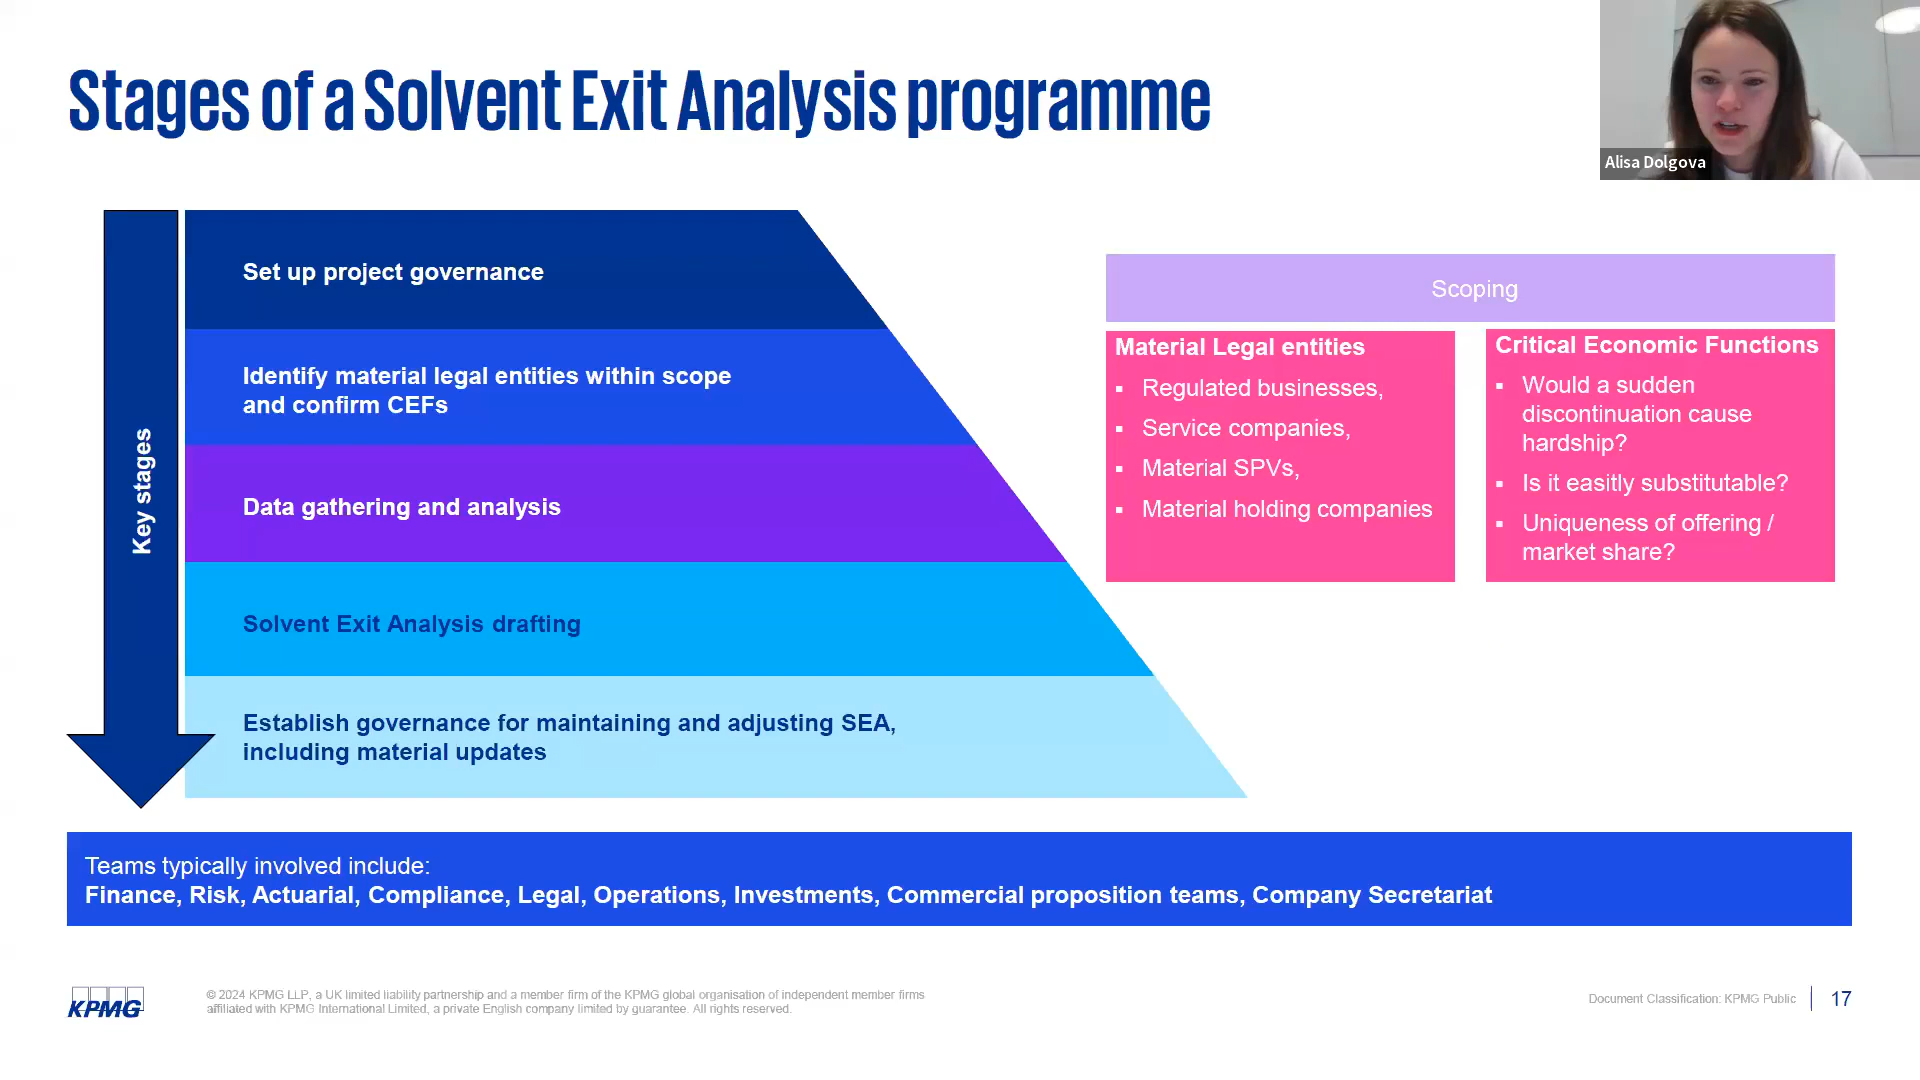 Stages of a Solvent Exit Analysis programme
Alisa Dolgova
Key stages
Set up project governance
Identify material legal entities within scope
and confirm CEFs
Data gathering and analysis
Solvent Exit Analysis drafting
Establish governance for maintaining and adjusting SEA,
including material updates
Scoping
Material Legal entities
▪ Regulated businesses,
▪ Service companies,
▪ Material SPVs,
▪ Material holding companies
Critical Economic Functions
▪ Would a sudden
discontinuation cause
hardship?
▪ Is it easitly substitutable?
▪ Uniqueness of offering /
market share?
Teams typically involved include:
Finance, Risk, Actuarial, Compliance, Legal, Operations, Investments, Commercial proposition teams, Company Secretariat
KPMG
© 2024 KPMG LLP, a UK limited liability partnership and a member firm of the KPMG global organisation of independent member firms
affiliated with KPMG International Limited, a private English company limited by guarantee. All rights reserved.
Document Classification: KPMG Public
17